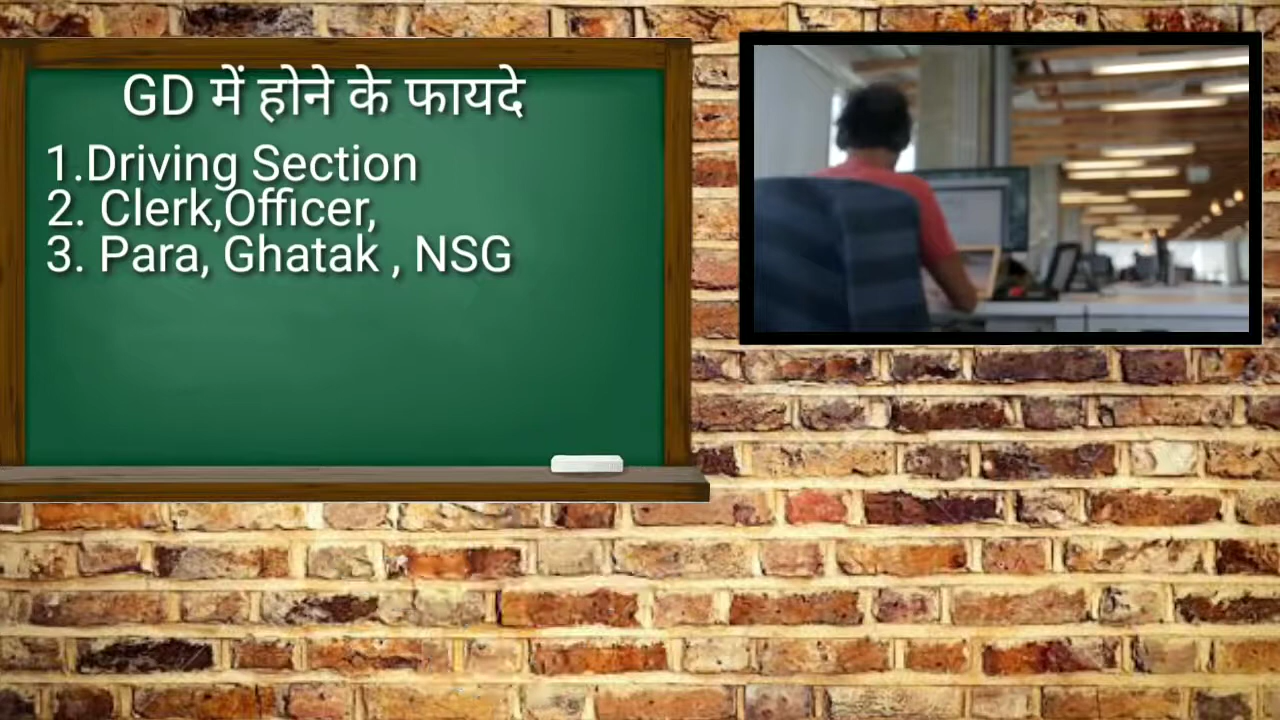 GD में होने के फायदे
1.Driving Section
2. Clerk,Officer,
3. Para, Ghatak , NSG